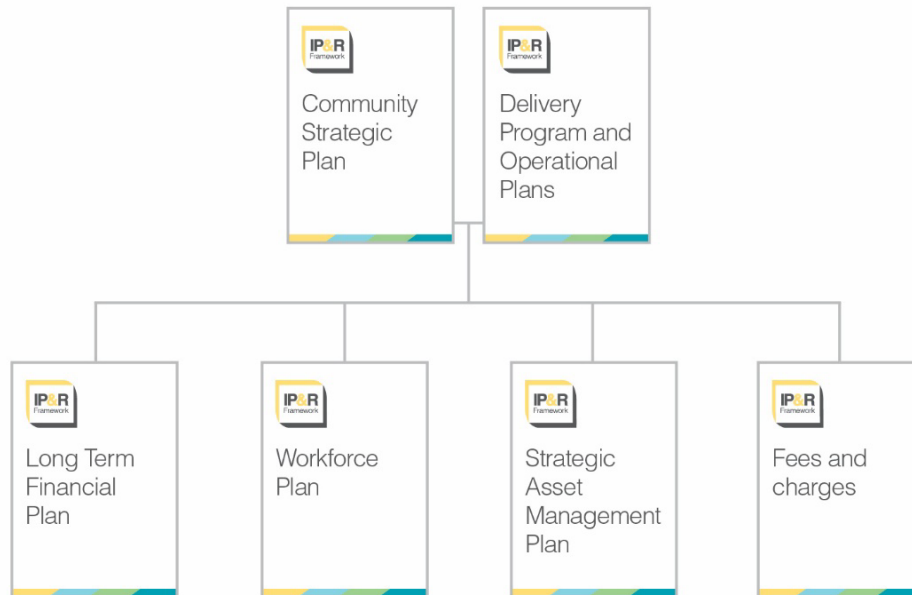 IP&R
Framework
Community
Strategic
Plan
IP&R
Framework
Delivery
Program and
Operational
Plans
IP&R
Framework
Long Term
Financial
Plan
IP&R
Framework
Workforce
Plan
IP&R
Framework
Strategic
Asset
Management
Plan
IP&R
Framework
Fees and
charges